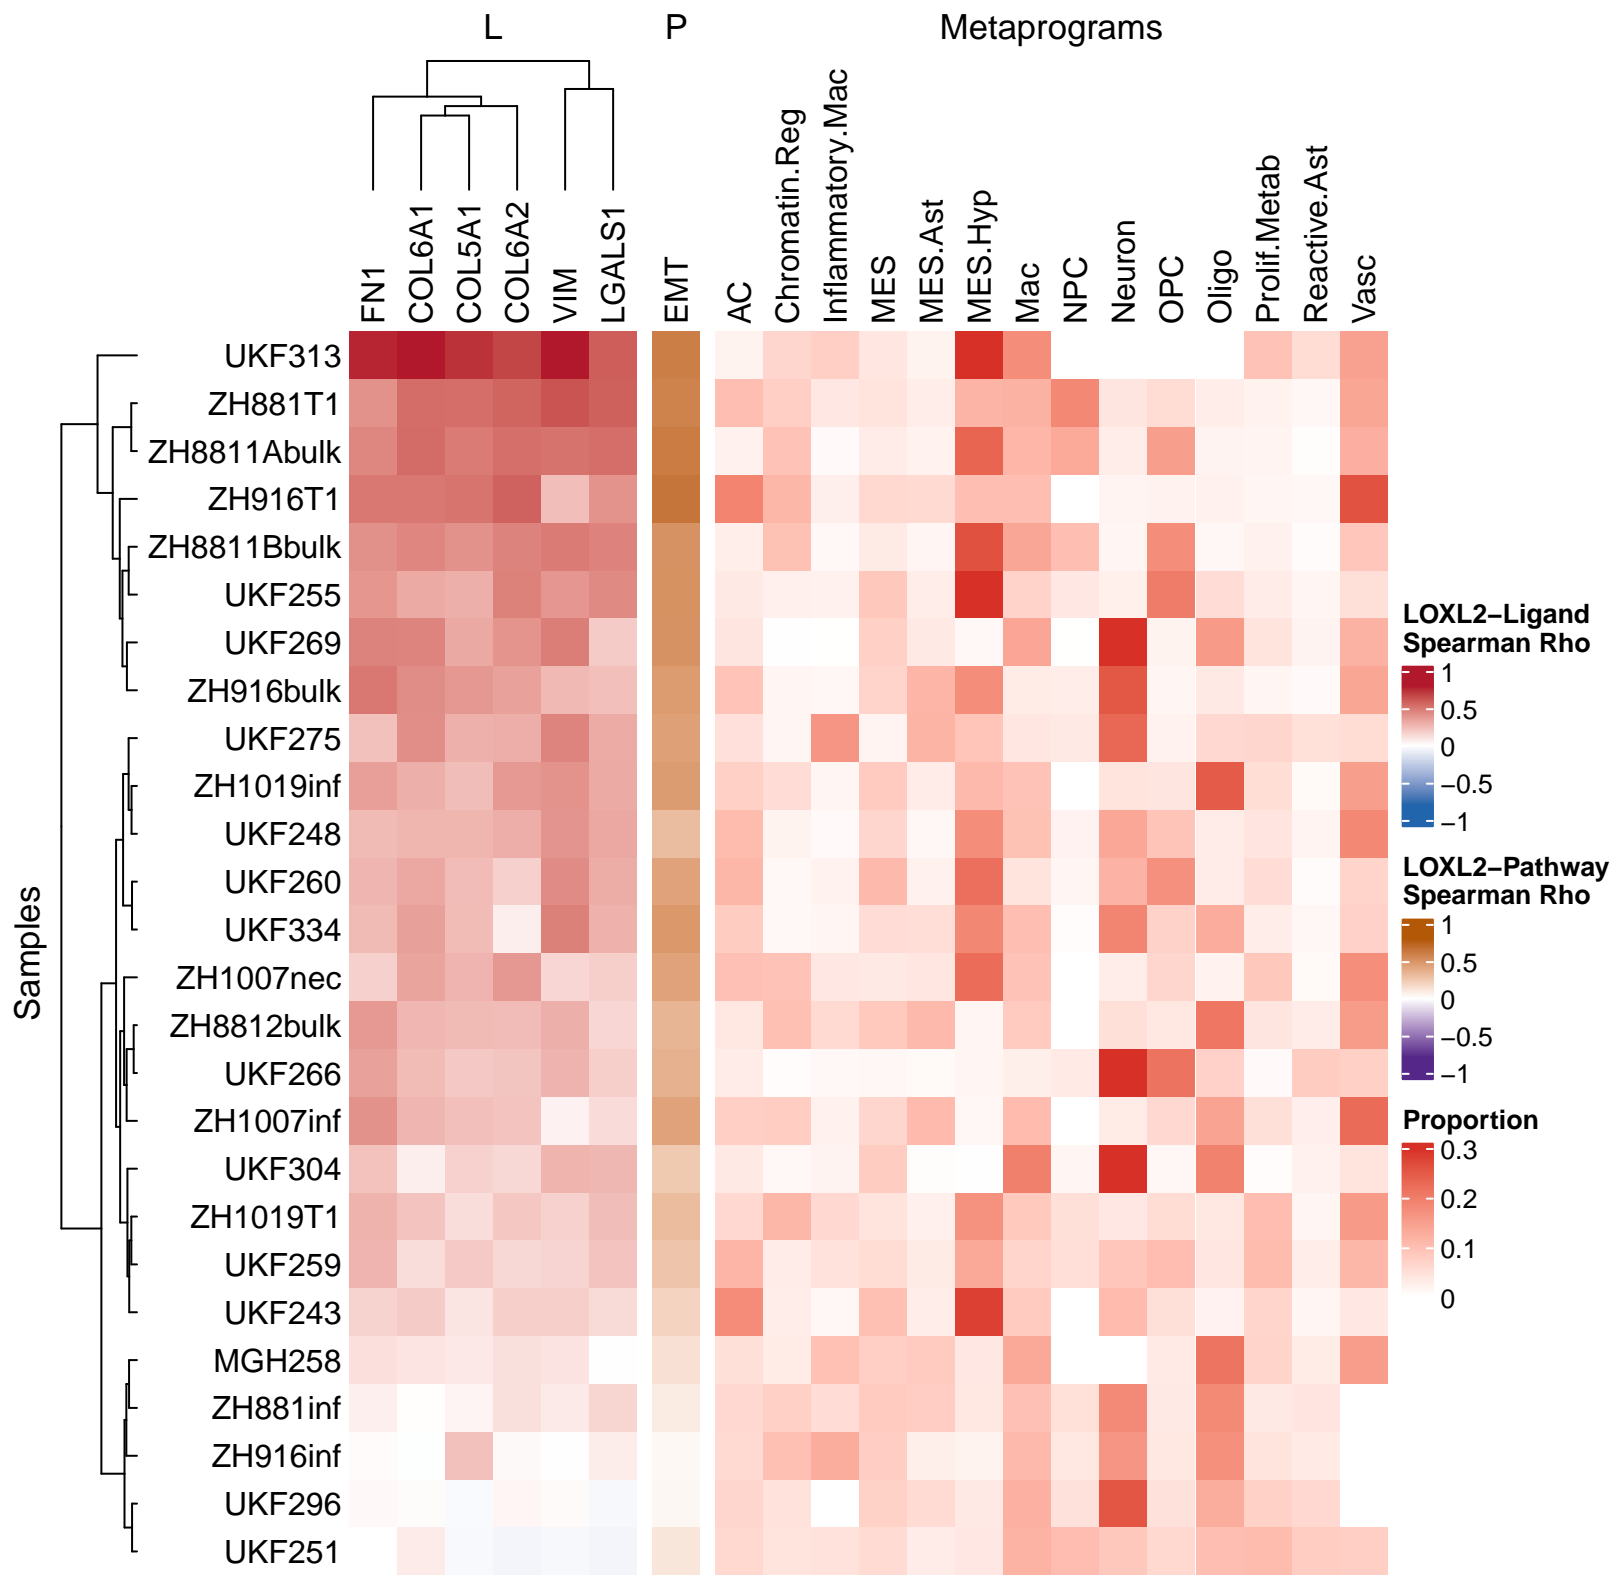 L P Metaprograms
FN1
COL6A1
COL5A1
COL6A2
VIM
LGALS1
EMT
AC
Chromatin.Reg
Inflammatory.Mac
MES
MES.Ast
MES.Hyp
Mac
NPC
Neuron
OPC
Oligo
Prolif.Metab
Reactive.Ast
Vasc
Samples
UKF313
ZH881T1
ZH8811Abulk
ZH916T1
ZH8811Bbulk
UKF255
UKF269
ZH916bulk
UKF275
ZH1019inf
UKF248
UKF260
UKF334
ZH1007nec
ZH8812bulk
UKF266
ZH1007inf
UKF304
ZH1019T1
UKF259
UKF243
MGH258
ZH881inf
ZH916inf
UKF296
UKF251
LOXL2−Ligand
Spearman Rho
1
0.5
0
−0.5
−1
LOXL2−Pathway
Spearman Rho
1
0.5
0
−0.5
−1
Proportion
0.3
0.2
0.1
0